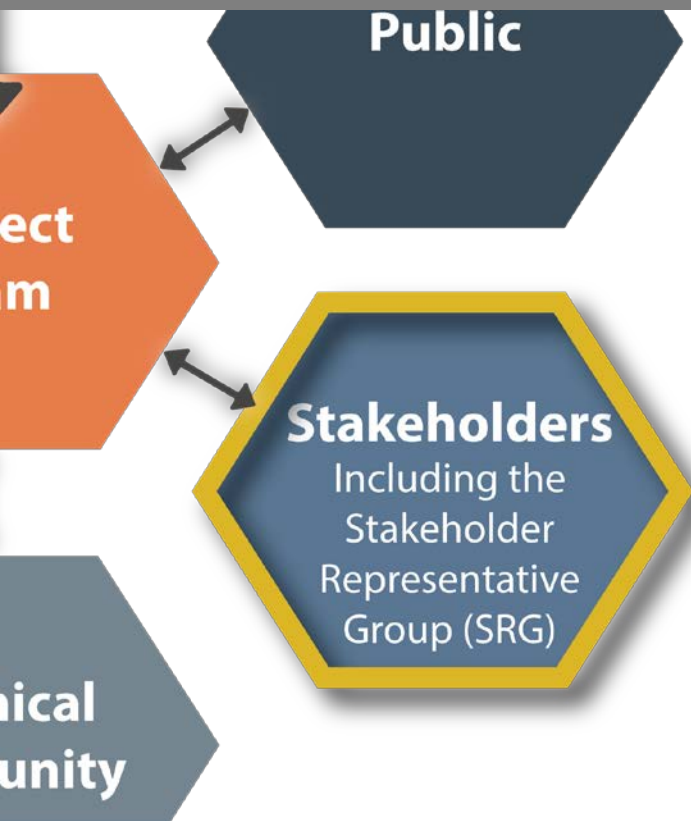 Public
ect
am
Stakeholders
Including the
Stakeholder
Representative
Group (SRG)
nical
unity